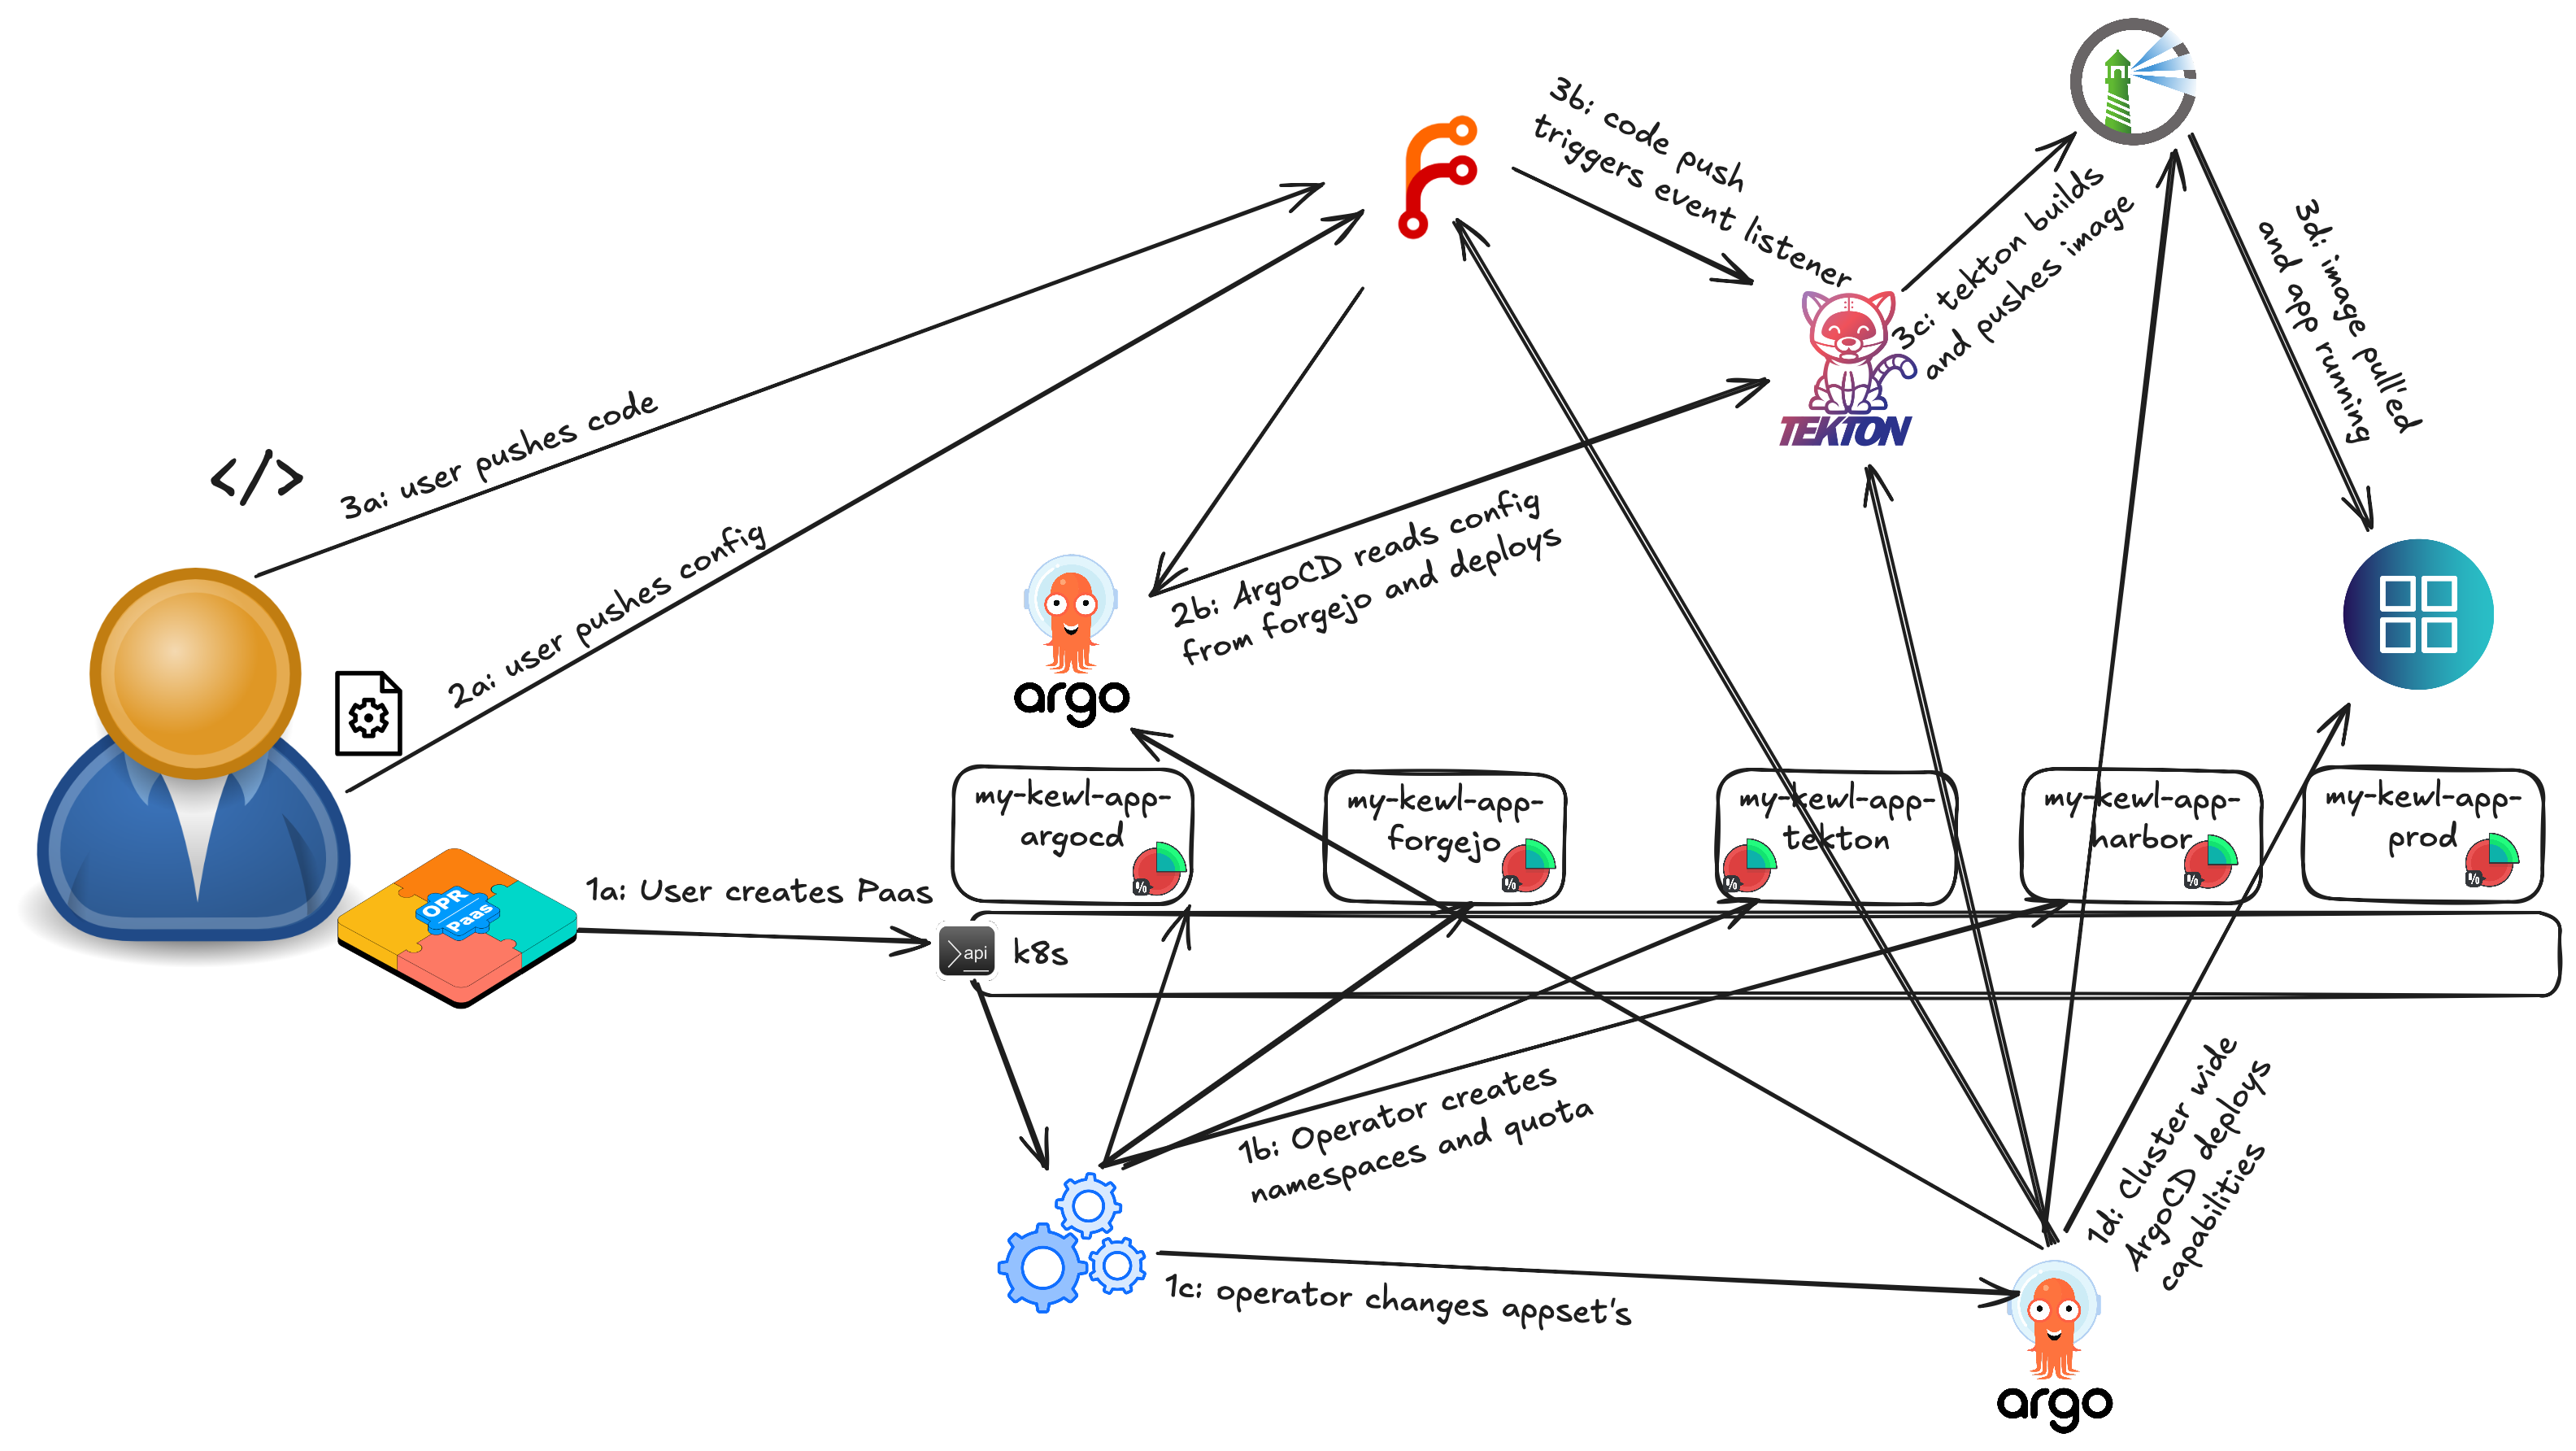 3b: code push
triggers event listener
3c: tekton builds
and pushes image
3d: image pull'ed
and app running
TEKTON
</>
3a: user pushes code
2a: user pushes config
2b: ArgoCD reads config
from forgejo and deploys
argo
my-kewl-app-
argocd
%
my-kewl-app-
forgejo
%
my-kewl-app-
tekton
%
my-kewl-app-
harbor
%
my-kewl-app-
prod
%
OPR
Paas
1a: User creates Paas
>_api
k8s
1b: Operator creates
namespaces and quota
1c: operator changes appset's
1d: Cluster wide
ArgoCD deploys
capabilities
argo